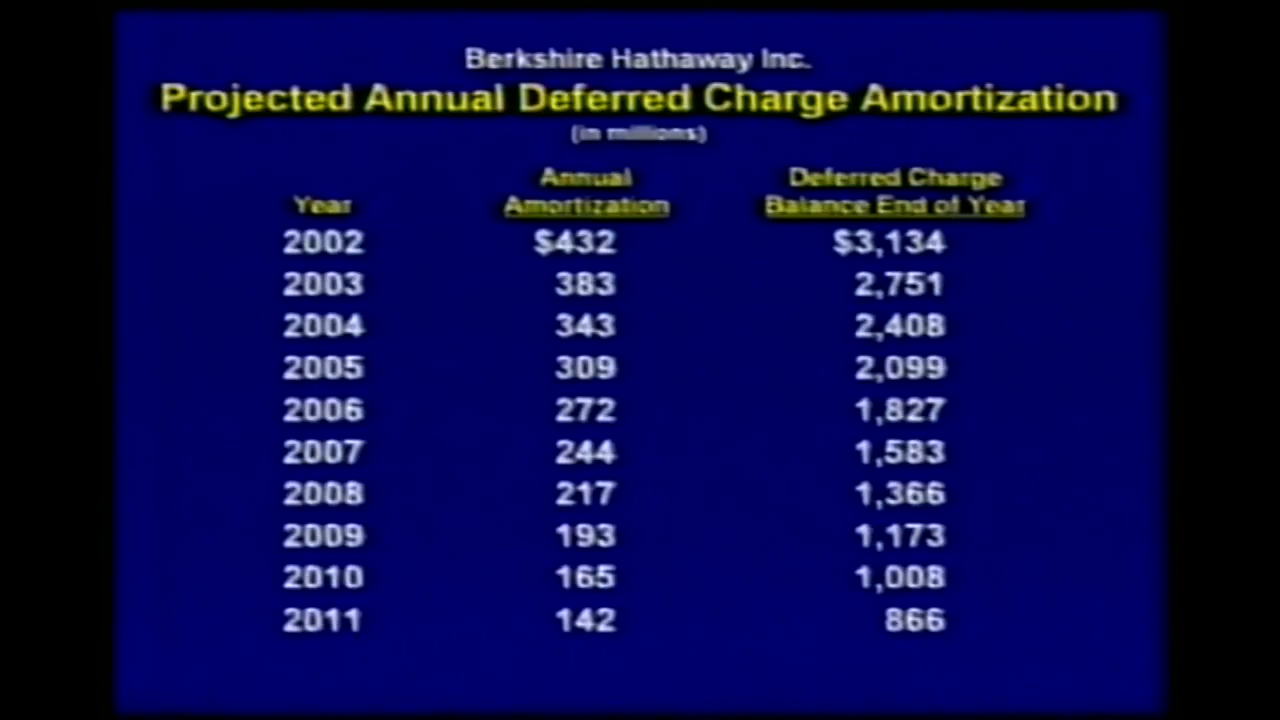 Berkshire Hathaway Inc.
Projected Annual Deferred Charge Amortization
(in millions)
Annual Deferred Charge
Year Amortization Balance End of Year
2002 $432 $3,134
2003 383 2,751
2004 343 2,408
2005 309 2,099
2006 272 1,827
2007 244 1,583
2008 217 1,366
2009 193 1,173
2010 165 1,008
2011 142 866